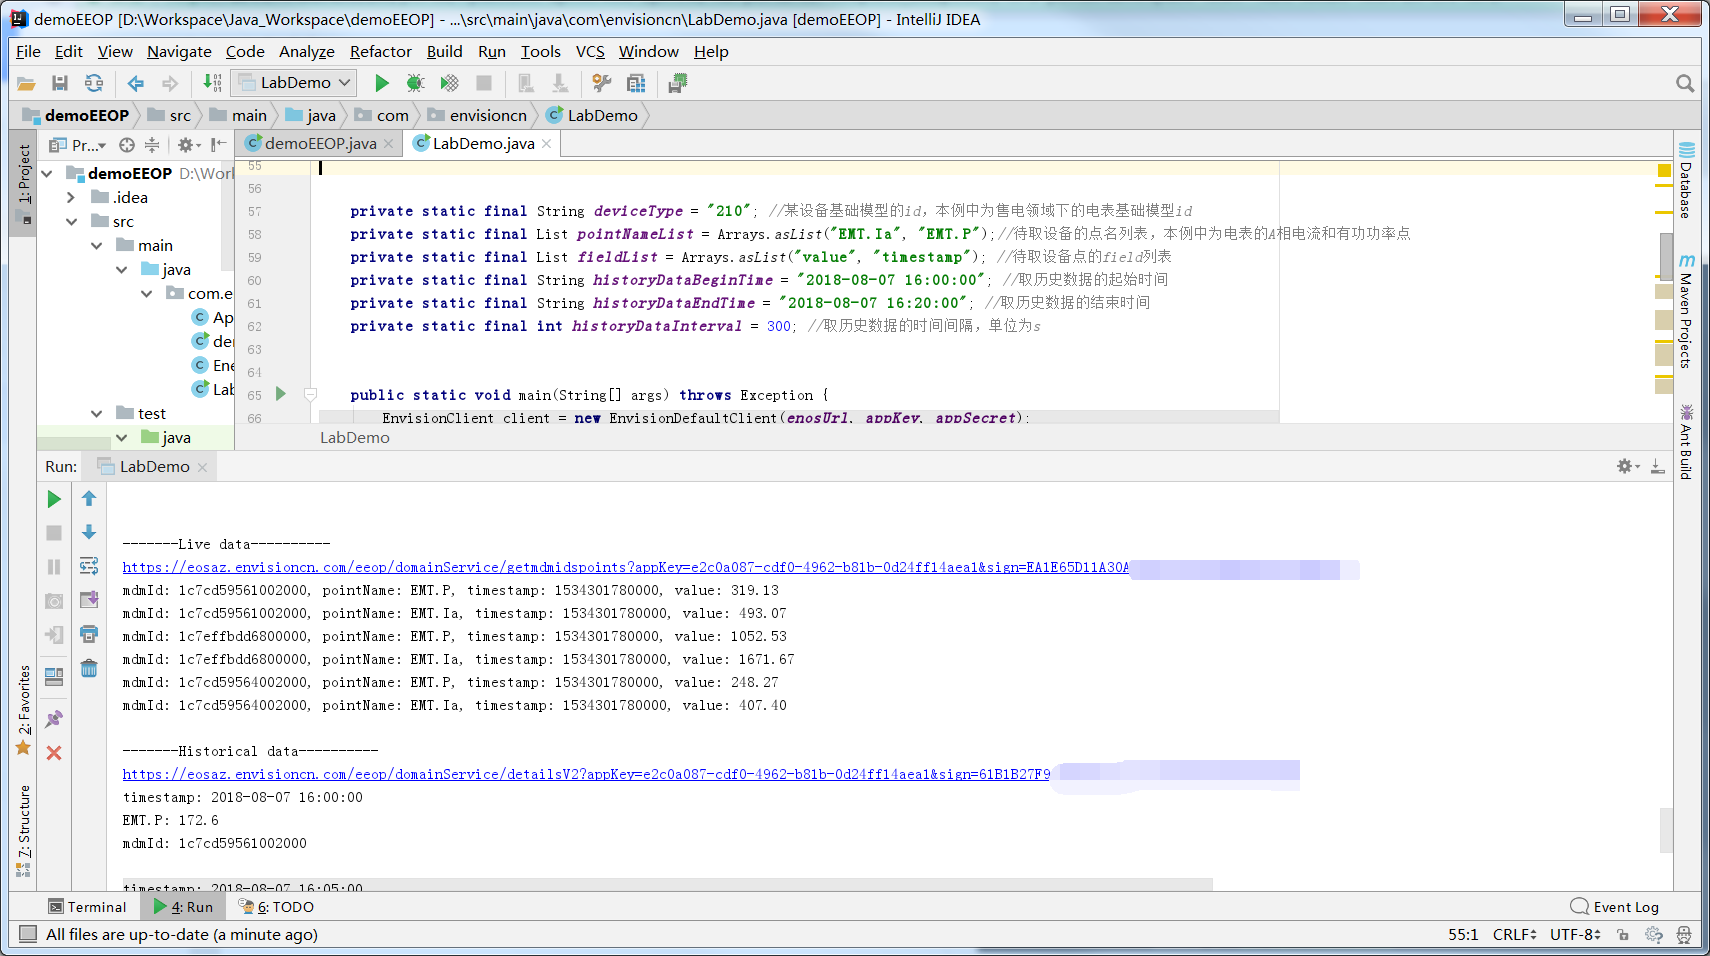 demoEEOP [D:\Workspace\Java_Workspace\demoEEOP] - ...\src\main\java\com\envisioncn\LabDemo.java [demoEEOP] - IntelliJ IDEA
File Edit View Navigate Code Analyze Refactor Build Run Tools VCS Window Help
LabDemo
demoEEOP src main java com envisioncn LabDemo
Pr... demoEEOP.java LabDemo.java
1: Project
Database
Maven Projects
Ant Build
demoEEOP D:\Work
.idea
src
main
java
com.e
Ap
de
Ene
Lab
test
java
55
56
57 private static final String deviceType = "210"; //某设备基础模型的id，本例中为售电领域下的电表基础模型id
58 private static final List pointNameList = Arrays.asList("EMT.Ia", "EMT.P");//待取设备的点名列表，本例中为电表的A相电流和有功功率点
59 private static final List fieldList = Arrays.asList("value", "timestamp"); //待取设备点的field列表
60 private static final String historyDataBeginTime = "2018-08-07 16:00:00"; //取历史数据的起始时间
61 private static final String historyDataEndTime = "2018-08-07 16:20:00"; //取历史数据的结束时间
62 private static final int historyDataInterval = 300; //取历史数据的时间间隔，单位为s
63
64
65 public static void main(String[] args) throws Exception {
66 EnvisionClient client = new EnvisionDefaultClient(enosUrl, appKey, appSecret);
LabDemo
Run: LabDemo
-------Live data----------
https://eosaz.envisioncn.com/eeop/domainService/getmdmidspoints?appKey=e2c0a087-cdf0-4962-b81b-0d24ff14aea1&sign=EA1E65D11A30A
mdmId: 1c7cd59561002000, pointName: EMT.P, timestamp: 1534301780000, value: 319.13
mdmId: 1c7cd59561002000, pointName: EMT.Ia, timestamp: 1534301780000, value: 493.07
mdmId: 1c7effbdd6800000, pointName: EMT.P, timestamp: 1534301780000, value: 1052.53
mdmId: 1c7effbdd6800000, pointName: EMT.Ia, timestamp: 1534301780000, value: 1671.67
mdmId: 1c7cd59564002000, pointName: EMT.P, timestamp: 1534301780000, value: 248.27
mdmId: 1c7cd59564002000, pointName: EMT.Ia, timestamp: 1534301780000, value: 407.40
-------Historical data----------
https://eosaz.envisioncn.com/eeop/domainService/detailsV2?appKey=e2c0a087-cdf0-4962-b81b-0d24ff14aea1&sign=61B1B27F9
timestamp: 2018-08-07 16:00:00
EMT.P: 172.6
mdmId: 1c7cd59561002000
timestamp: 2018-08-07 16:05:00
2: Favorites
7: Structure
Terminal 4: Run 6: TODO Event Log
All files are up-to-date (a minute ago) 55:1 CRLF UTF-8